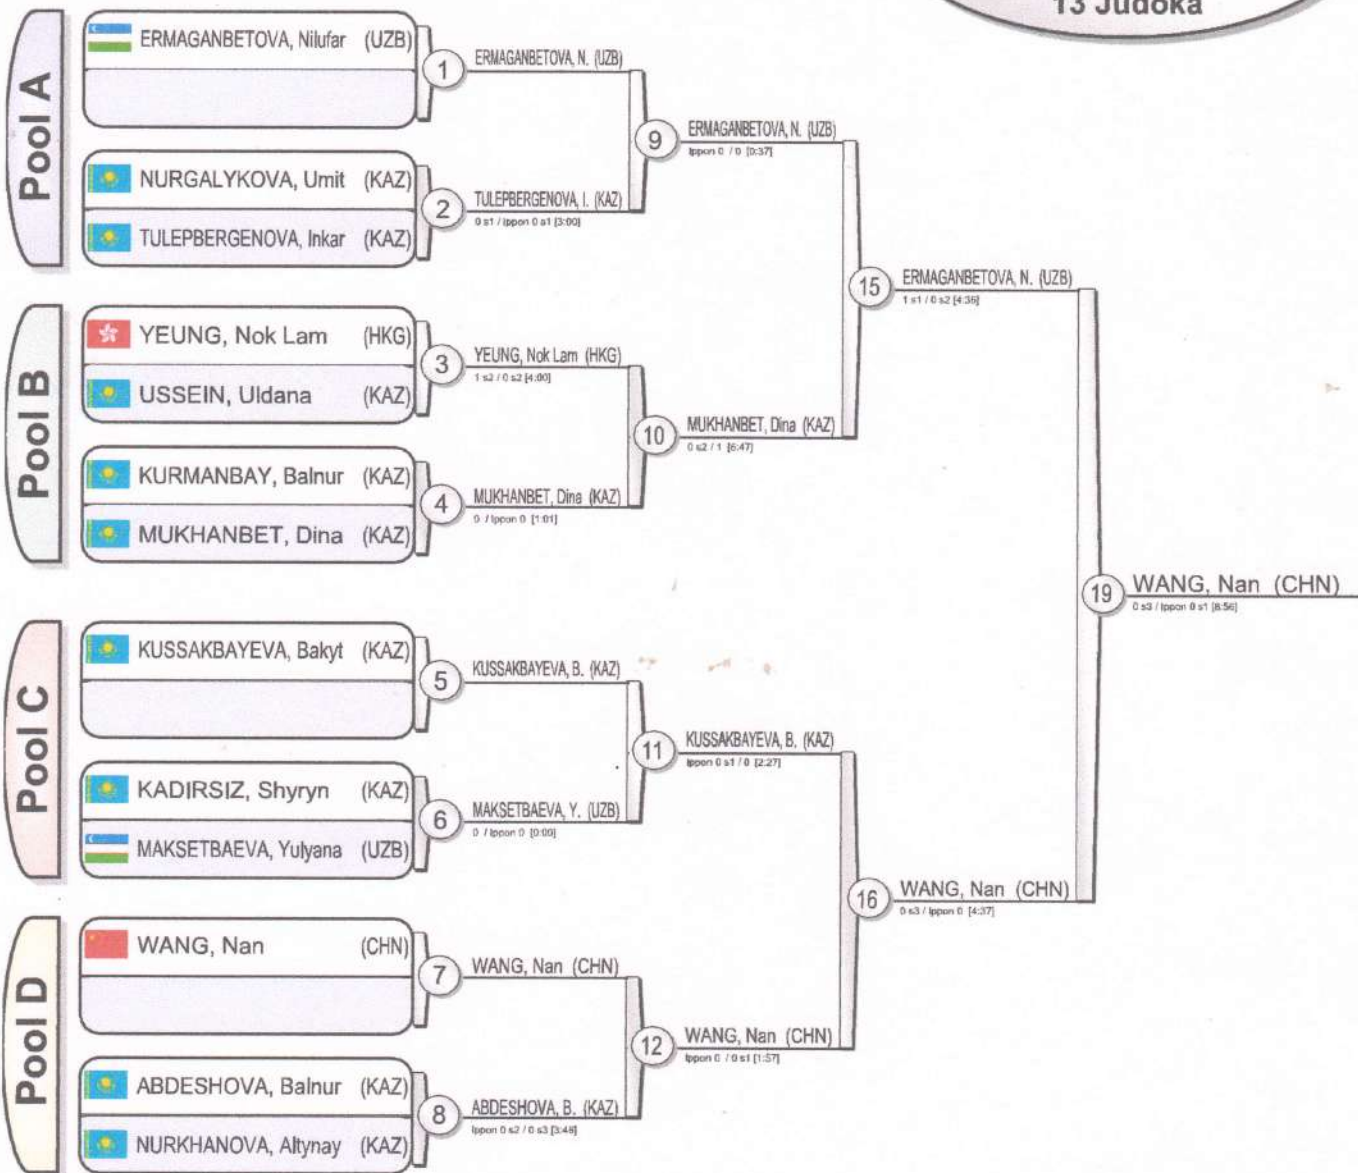 13 Judoka
Pool A
ERMAGANBETOVA, Nilufar (UZB)
NURGALYKOVA, Umit (KAZ)
TULEPBERGENOVA, Inkar (KAZ)
Pool B
YEUNG, Nok Lam (HKG)
USSEIN, Uldana (KAZ)
KURMANBAY, Balnur (KAZ)
MUKHANBET, Dina (KAZ)
Pool C
KUSSAKBAYEVA, Bakyt (KAZ)
KADIRSIZ, Shyryn (KAZ)
MAKSETBAEVA, Yulyana (UZB)
Pool D
WANG, Nan (CHN)
ABDESHOVA, Balnur (KAZ)
NURKHANOVA, Altynay (KAZ)
1
ERMAGANBETOVA, N. (UZB)
2
TULEPBERGENOVA, I. (KAZ)
0 s1 / Ippon 0 s1 [3:00]
3
YEUNG, Nok Lam (HKG)
1 s2 / 0 s2 [4:00]
4
MUKHANBET, Dina (KAZ)
0 / Ippon 0 [1:01]
5
KUSSAKBAYEVA, B. (KAZ)
6
MAKSETBAEVA, Y. (UZB)
0 / Ippon 0 [0:00]
7
WANG, Nan (CHN)
8
ABDESHOVA, B. (KAZ)
Ippon 0 s2 / 0 s3 [3:48]
9
ERMAGANBETOVA, N. (UZB)
Ippon 0 / 0 [0:37]
10
MUKHANBET, Dina (KAZ)
0 s2 / 1 [6:47]
11
KUSSAKBAYEVA, B. (KAZ)
Ippon 0 s1 / 0 [2:27]
12
WANG, Nan (CHN)
Ippon 0 / 0 s1 [1:57]
15
ERMAGANBETOVA, N. (UZB)
1 s1 / 0 s2 [4:36]
16
WANG, Nan (CHN)
0 s3 / Ippon 0 [4:37]
19
WANG, Nan (CHN)
0 s3 / Ippon 0 s1 [8:56]